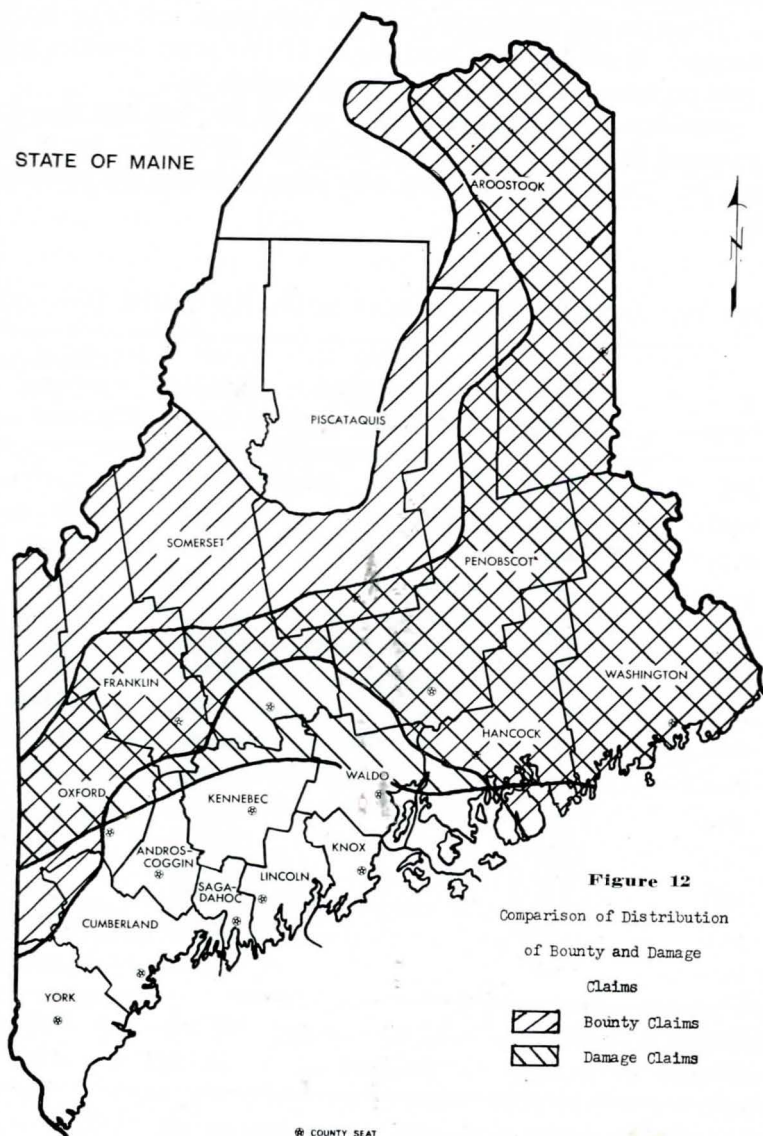 STATE OF MAINE
AROOSTOOK
N
PISCATAQUIS
SOMERSET
PENOBSCOT
FRANKLIN
WASHINGTON
HANCOCK
OXFORD
WALDO
KENNEBEC
ANDROS-
COGGIN
KNOX
LINCOLN
SAGA-
DAHOC
CUMBERLAND
YORK
Figure 12
Comparison of Distribution
of Bounty and Damage
Claims
Bounty Claims
Damage Claims
COUNTY SEAT